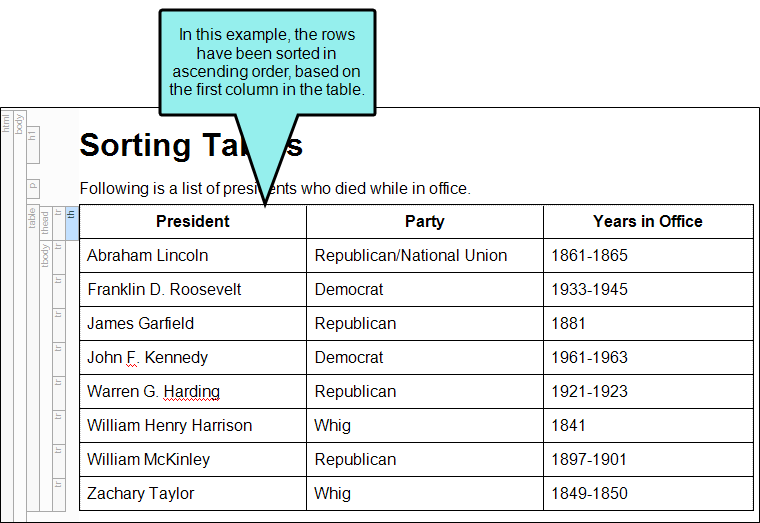 In this example, the rows
have been sorted in
ascending order, based on
the first column in the table.
html
body
h1
Sorting Ta s
p
Following is a list of presidents who died while in office.
table
thead
tr
th
President Party Years in Office
tbody
tr
Abraham Lincoln Republican/National Union 1861-1865
tr
Franklin D. Roosevelt Democrat 1933-1945
tr
James Garfield Republican 1881
tr
John F. Kennedy Democrat 1961-1963
tr
Warren G. Harding Republican 1921-1923
tr
William Henry Harrison Whig 1841
tr
William McKinley Republican 1897-1901
tr
Zachary Taylor Whig 1849-1850